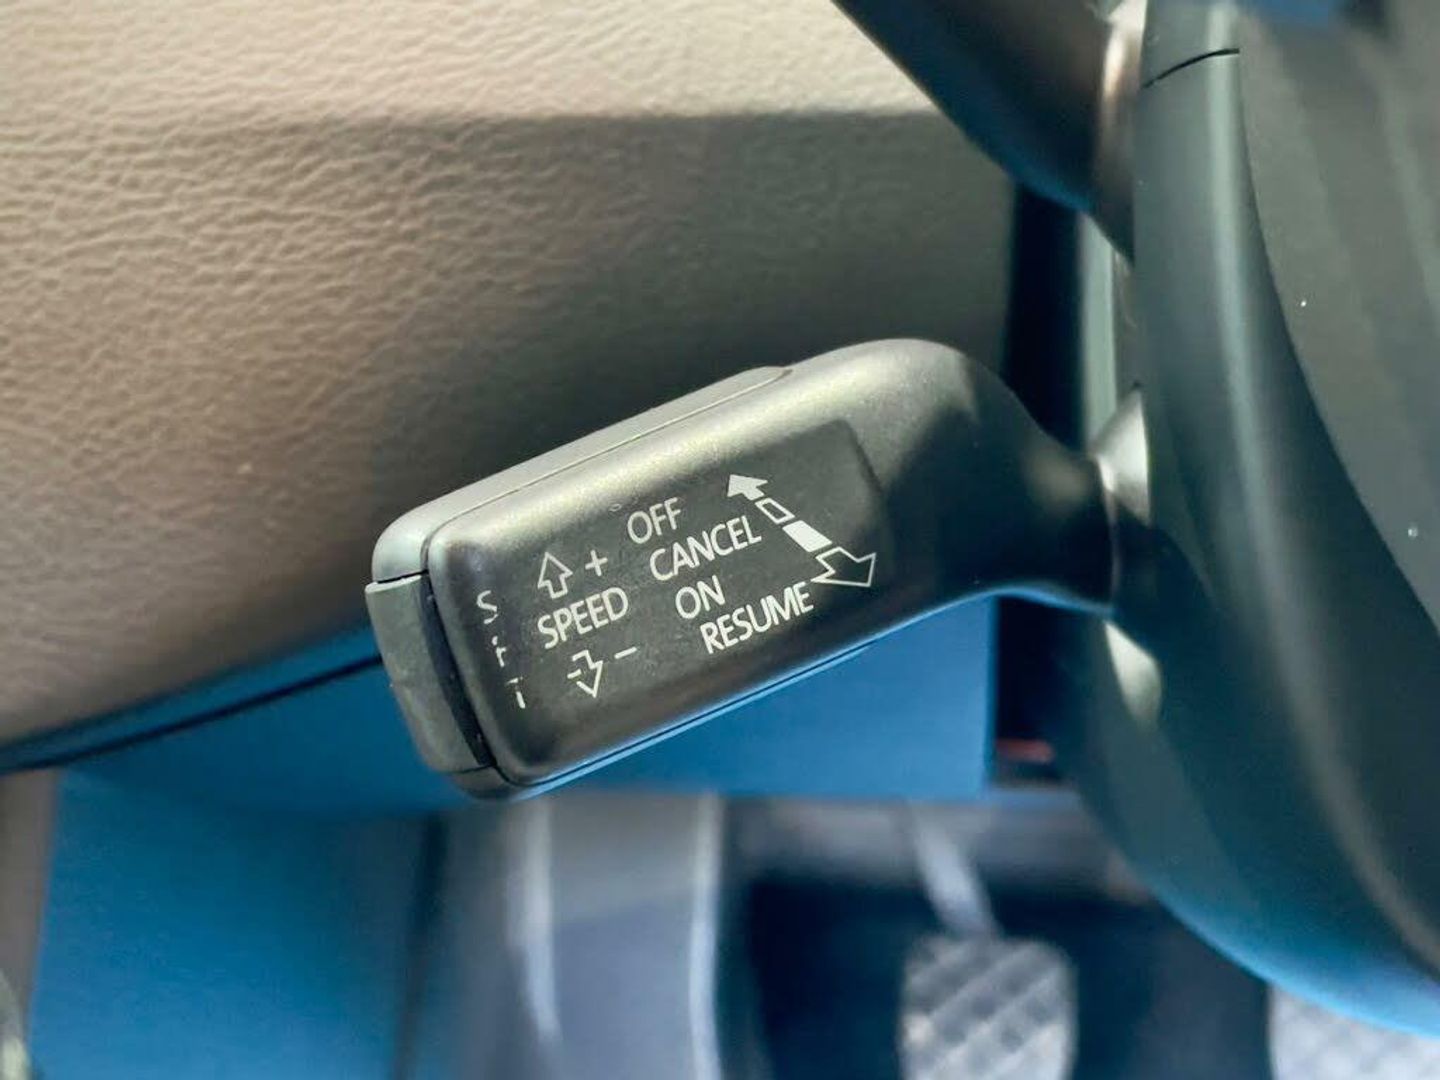 OFF
CANCEL
ON
RESUME
+
SPEED
-